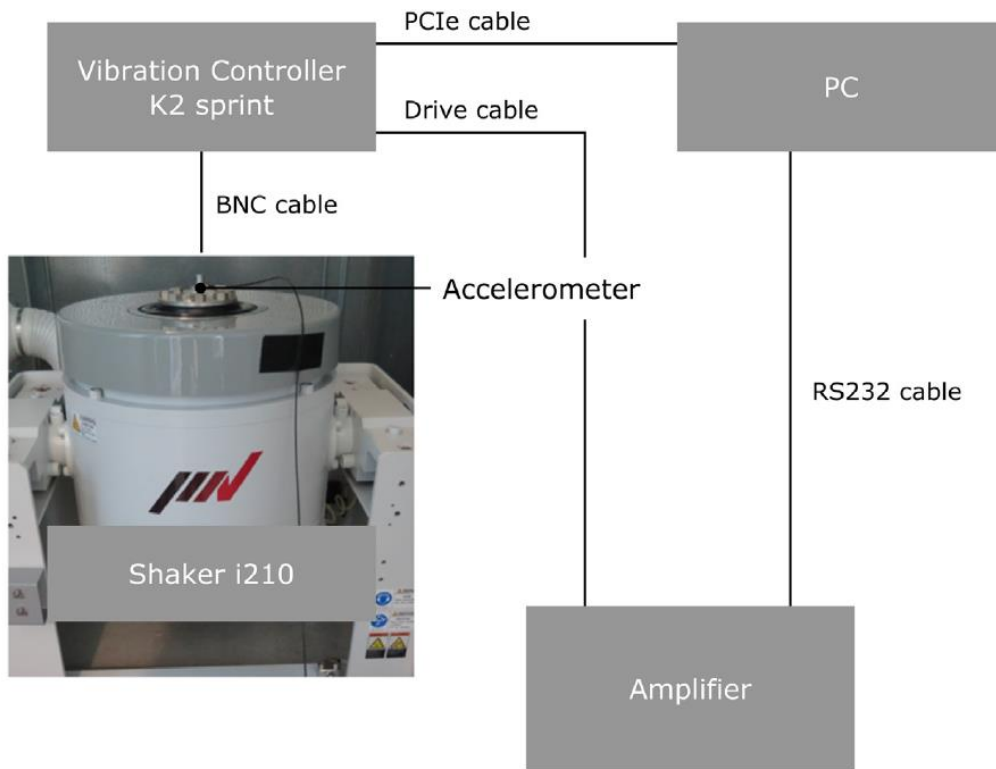 PCIe cable
Vibration Controller
K2 sprint
PC
Drive cable
BNC cable
Accelerometer
RS232 cable
Shaker i210
Amplifier